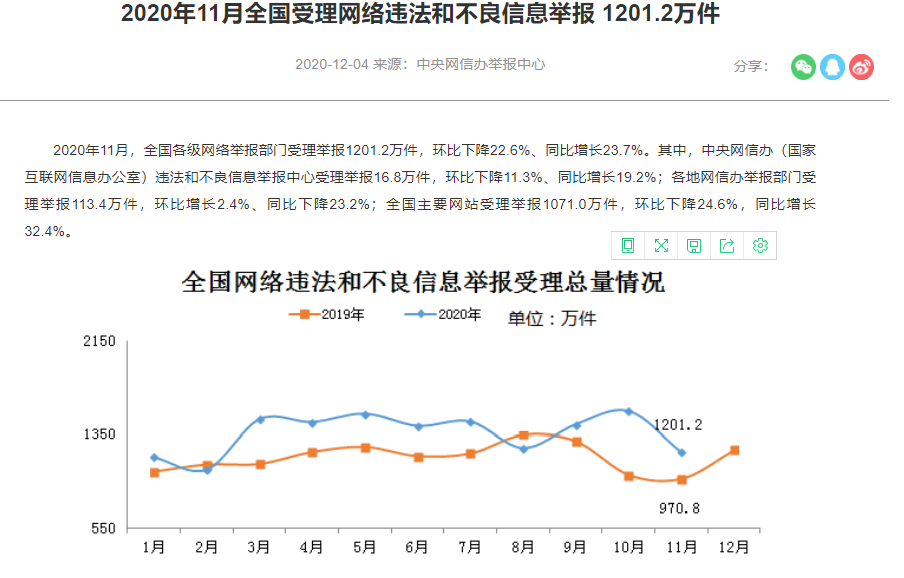 2020年11月全国受理网络违法和不良信息举报 1201.2万件
2020-12-04 来源：中央网信办举报中心
分享：
2020年11月，全国各级网络举报部门受理举报1201.2万件，环比下降22.6%、同比增长23.7%。其中，中央网信办（国家
互联网信息办公室）违法和不良信息举报中心受理举报16.8万件，环比下降11.3%、同比增长19.2%；各地网信办举报部门受
理举报113.4万件，环比增长2.4%、同比下降23.2%；全国主要网站受理举报1071.0万件，环比下降24.6%，同比增长
32.4%。
全国网络违法和不良信息举报受理总量情况
2019年 2020年 单位：万件
2150
1350
550
1201.2
970.8
1月 2月 3月 4月 5月 6月 7月 8月 9月 10月 11月 12月